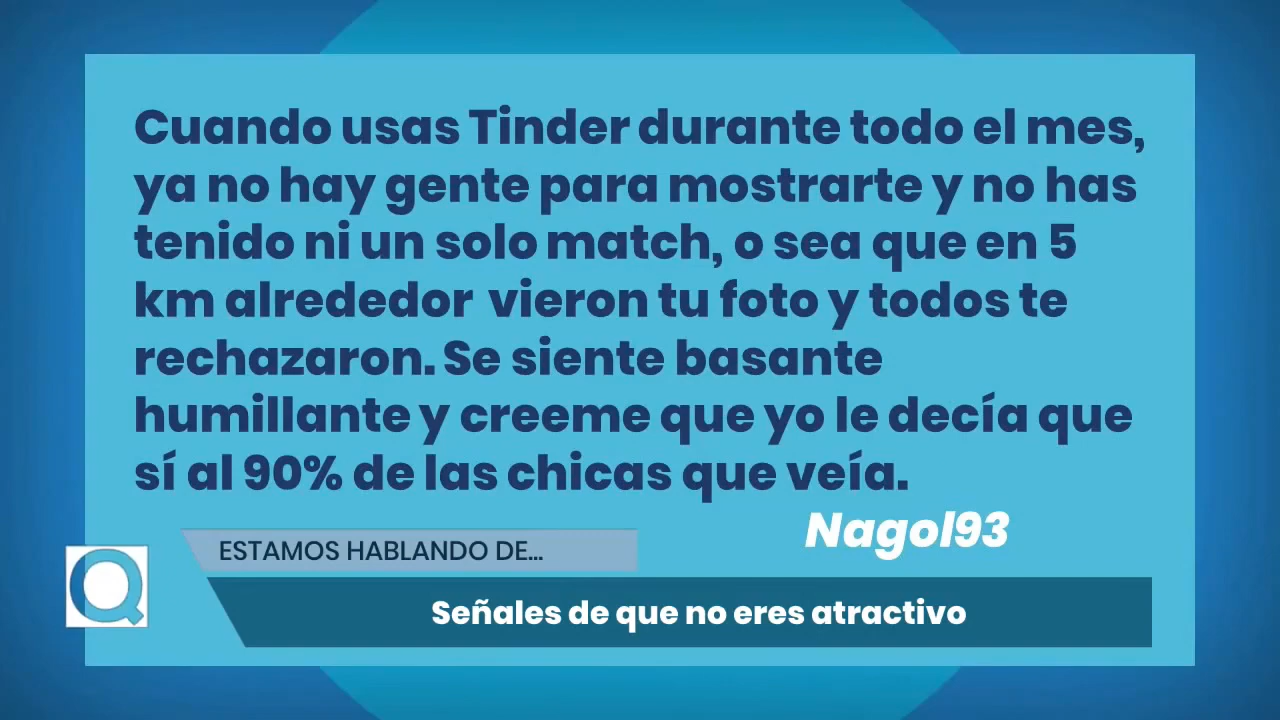 Cuando usas Tinder durante todo el mes,
ya no hay gente para mostrarte y no has
tenido ni un solo match, o sea que en 5
km alrededor vieron tu foto y todos te
rechazaron. Se siente basante
humillante y creeme que yo le decía que
sí al 90% de las chicas que veía.
Nagol93
ESTAMOS HABLANDO DE...
Q
Señales de que no eres atractivo